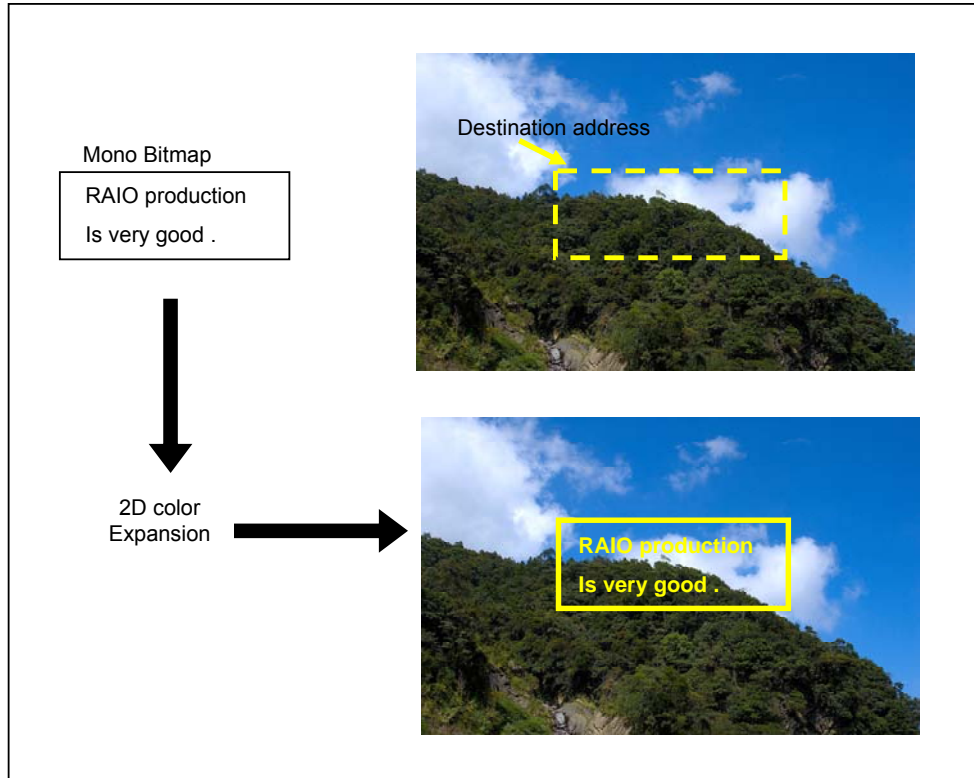 Destination address
Mono Bitmap
RAIO production
Is very good .
2D color
Expansion
RAIO production
Is very good .